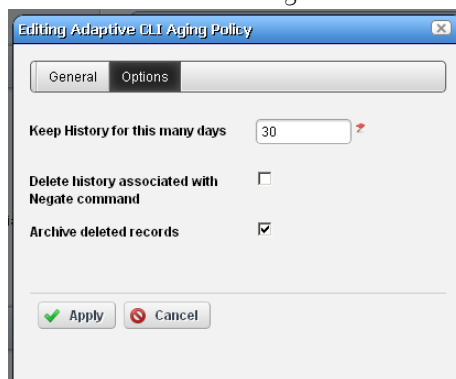 Editing Adaptive CLI Aging Policy
General Options
Keep History for this many days 30
Delete history associated with
Negate command
Archive deleted records
Apply Cancel